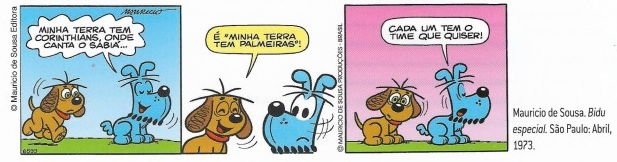 © Mauricio de Sousa Editora
MAURICIO
MINHA TERRA TEM
CORINTHIANS, ONDE
CANTA O SABIÁ...
8593
É "MINHA TERRA
TEM PALMEIRAS"!
© MAURICIO DE SOUSA PRODUÇÕES - BRASIL
CADA UM TEM O
TIME QUE QUISER!
Mauricio de Sousa. Bidu
especial. São Paulo: Abril,
1973.